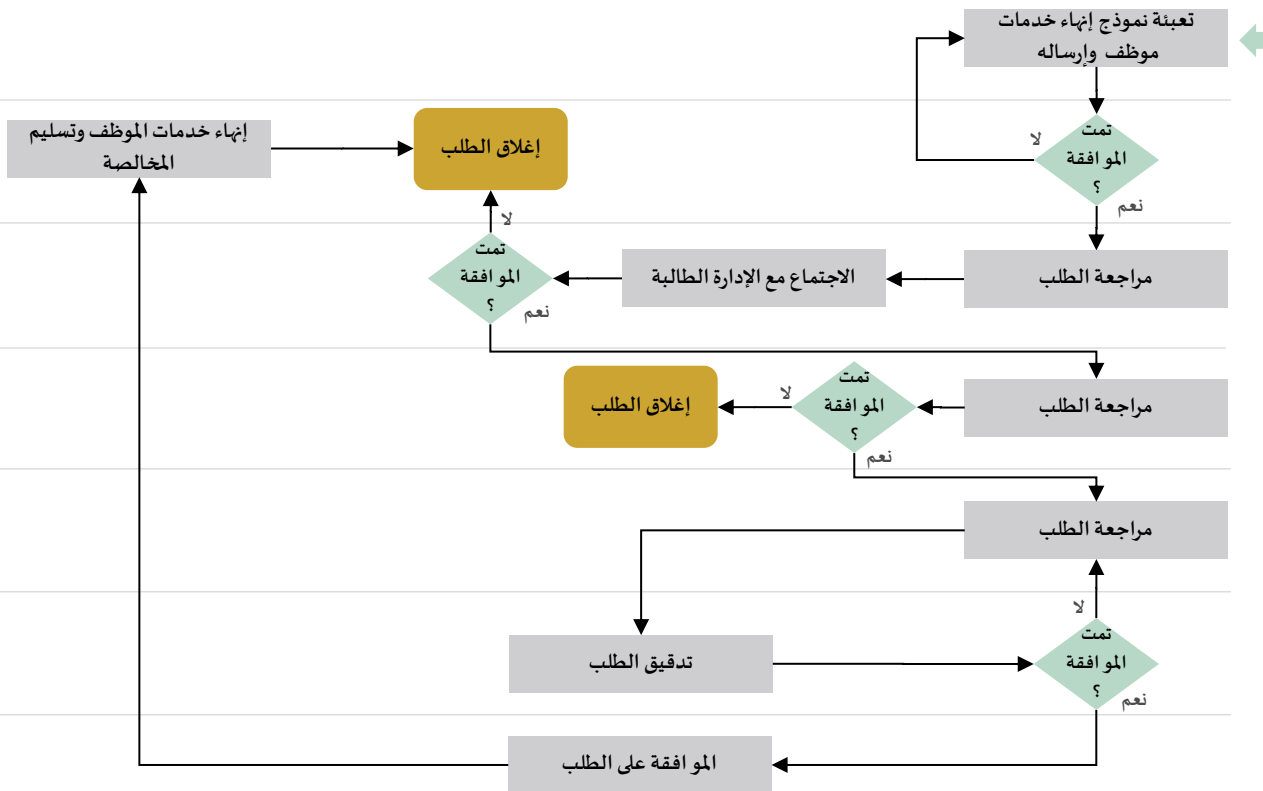 تعبئة نموذج إنهاء خدمات
موظف وإرساله
تمت
الموافقة
؟
لا
نعم
إغلاق الطلب
إنهاء خدمات الموظف وتسليم
المخالصة
مراجعة الطلب
الاجتماع مع الإدارة الطالبة
لا
تمت
الموافقة
؟
نعم
مراجعة الطلب
تمت
الموافقة
؟
لا
نعم
إغلاق الطلب
مراجعة الطلب
لا
تمت
الموافقة
؟
نعم
تدقيق الطلب
الموافقة على الطلب